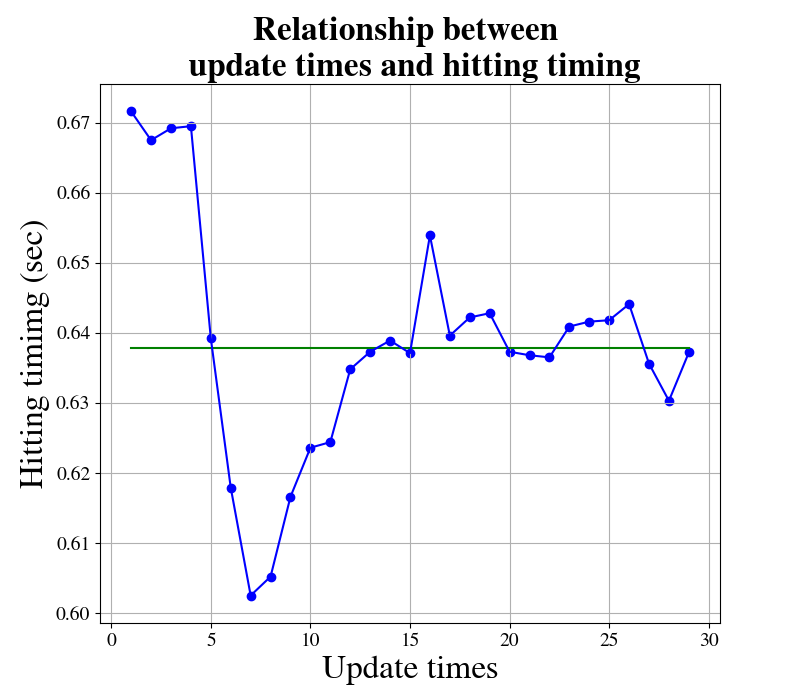 Relationship between
update times and hitting timing
Hitting timimg (sec)
0.67
0.66
0.65
0.64
0.63
0.62
0.61
0.60
0 5 10 15 20 25 30
Update times